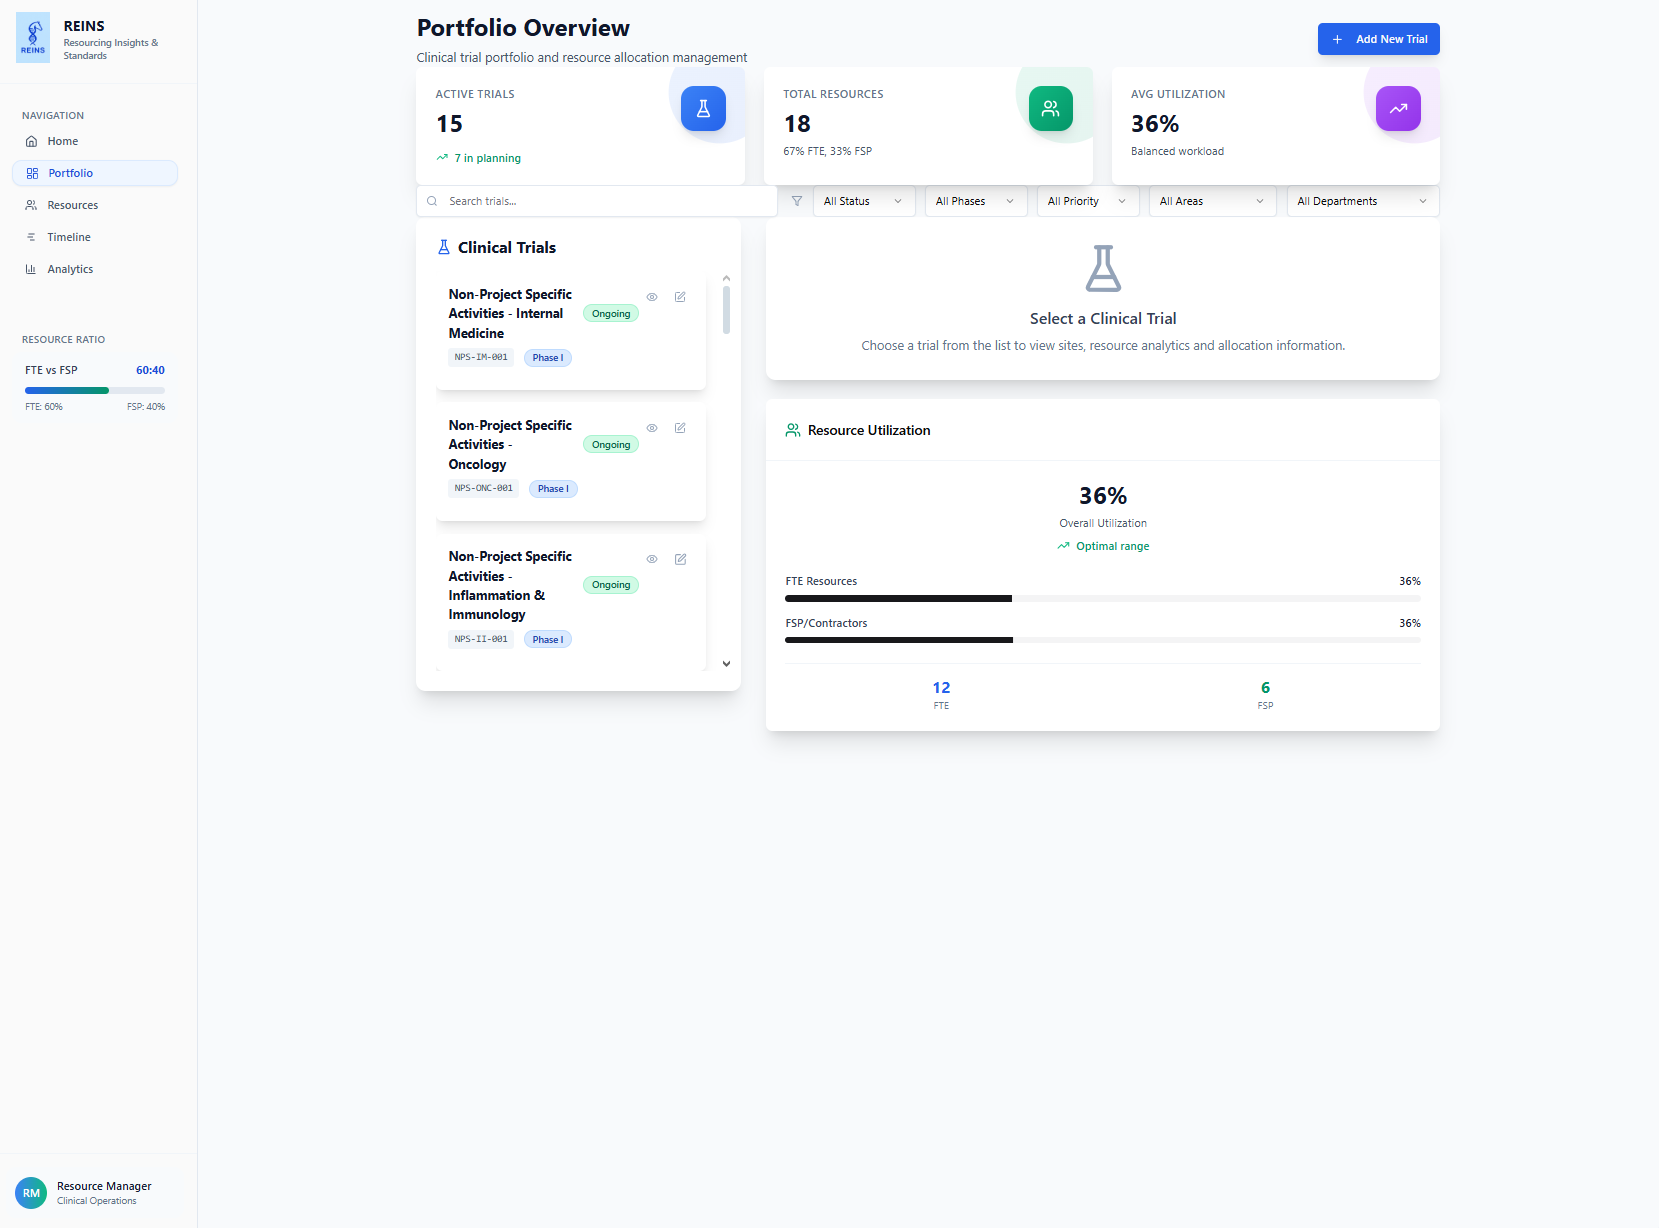 REINS
REINS
Resourcing Insights &
Standards
NAVIGATION
Home
Portfolio
Resources
Timeline
Analytics
RESOURCE RATIO
FTE vs FSP
60:40
FTE: 60%
FSP: 40%
RM
Resource Manager
Clinical Operations
Portfolio Overview
Clinical trial portfolio and resource allocation management
Add New Trial
ACTIVE TRIALS
15
7 in planning
TOTAL RESOURCES
18
67% FTE, 33% FSP
AVG UTILIZATION
36%
Balanced workload
Search trials...
All Status
All Phases
All Priority
All Areas
All Departments
Clinical Trials
Non-Project Specific
Activities - Internal
Medicine
Ongoing
NPS-IM-001
Phase I
Non-Project Specific
Activities -
Oncology
Ongoing
NPS-ONC-001
Phase I
Non-Project Specific
Activities -
Inflammation &
Immunology
Ongoing
NPS-II-001
Phase I
Select a Clinical Trial
Choose a trial from the list to view sites, resource analytics and allocation information.
Resource Utilization
36%
Overall Utilization
Optimal range
FTE Resources
36%
FSP/Contractors
36%
12
FTE
6
FSP